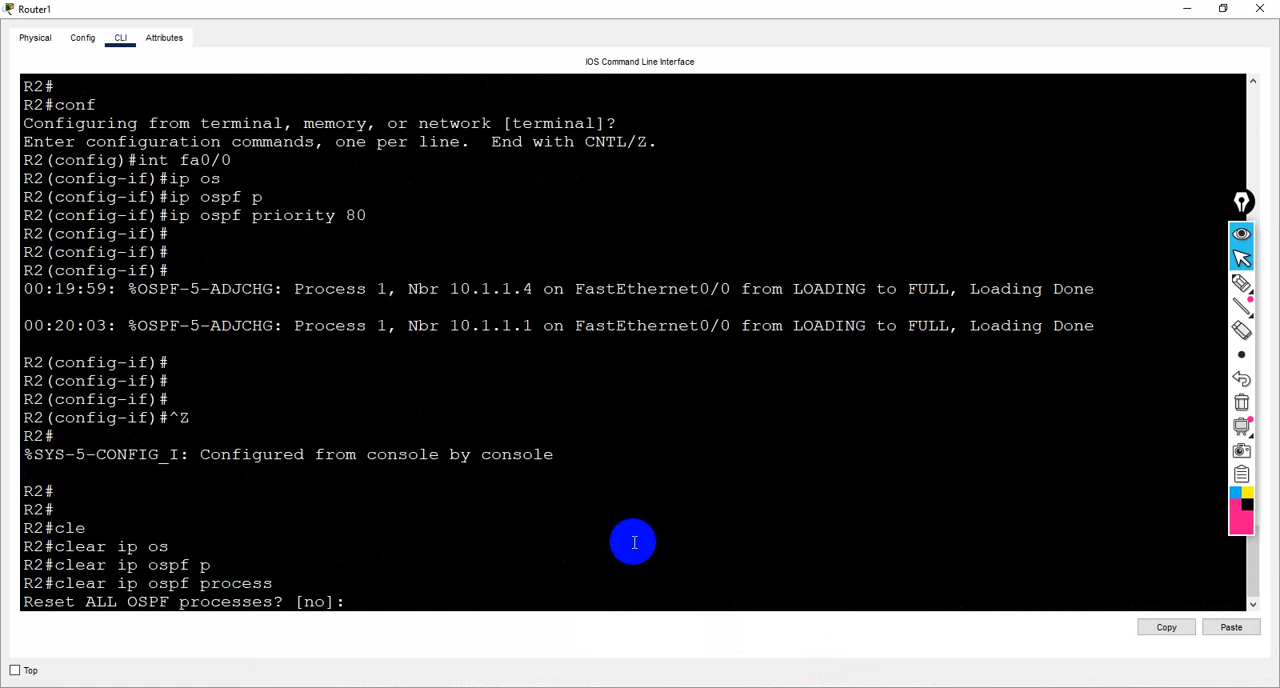 Router1
Physical Config CLI Attributes
IOS Command Line Interface
R2#
R2#conf
Configuring from terminal, memory, or network [terminal]?
Enter configuration commands, one per line.  End with CNTL/Z.
R2(config)#int fa0/0
R2(config-if)#ip os
R2(config-if)#ip ospf p
R2(config-if)#ip ospf priority 80
R2(config-if)#
R2(config-if)#
R2(config-if)#
00:19:59: %OSPF-5-ADJCHG: Process 1, Nbr 10.1.1.4 on FastEthernet0/0 from LOADING to FULL, Loading Done
00:20:03: %OSPF-5-ADJCHG: Process 1, Nbr 10.1.1.1 on FastEthernet0/0 from LOADING to FULL, Loading Done
R2(config-if)#
R2(config-if)#
R2(config-if)#
R2(config-if)#^Z
R2#
%SYS-5-CONFIG_I: Configured from console by console
R2#
R2#
R2#cle
R2#clear ip os
R2#clear ip ospf p
R2#clear ip ospf process
Reset ALL OSPF processes? [no]:
Copy Paste
Top